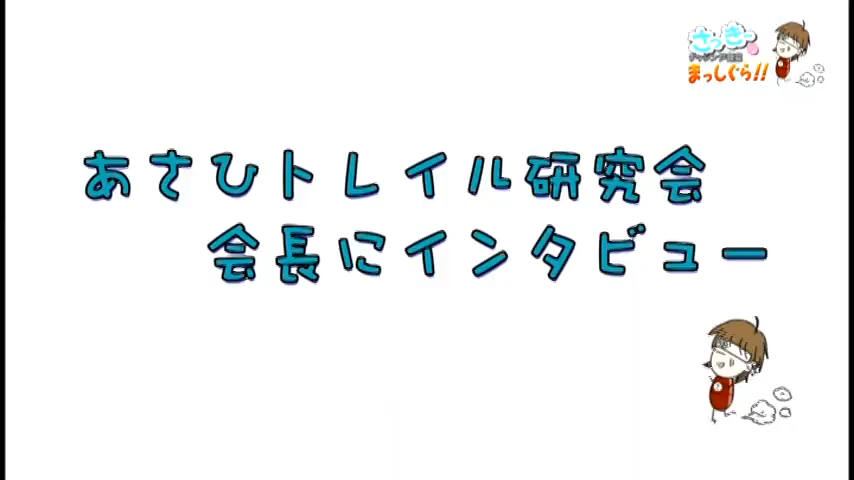 さっきー
まっしぐら!!
あさひトレイル研究会
会長にインタビュー